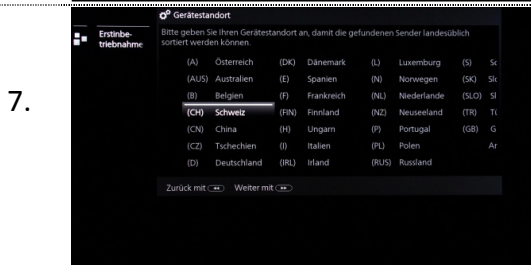 Gerätestandort
Erstinbe-
triebnahme
Bitte geben Sie Ihren Gerätestandort an, damit die gefundenen Sender landesüblich
sortiert werden können.
7.
(A) Österreich (DK) Dänemark (L) Luxemburg (S)
(AUS) Australien (E) Spanien (N) Norwegen (SK)
(B) Belgien (F) Frankreich (NL) Niederlande (SLO)
(CH) Schweiz (FIN) Finnland (NZ) Neuseeland (TR)
(CN) China (H) Ungarn (P) Portugal (GB) G
(CZ) Tschechien (I) Italien (PL) Polen
(D) Deutschland (IRL) Irland (RUS) Russland
Zurück mit Weiter mit